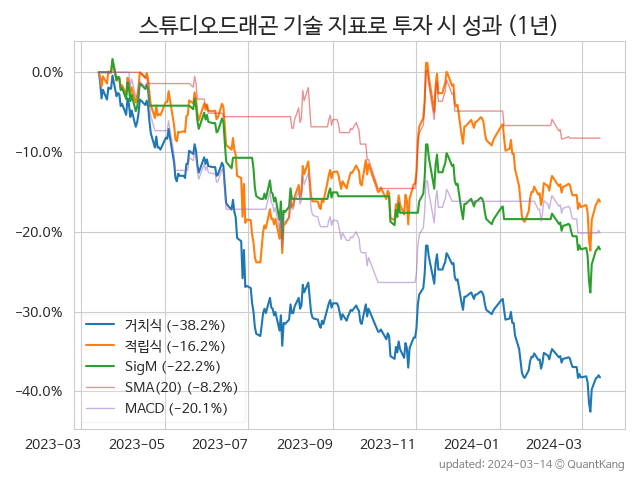 스튜디오드래곤 기술 지표로 투자 시 성과 (1년)
0.0%
−10.0%
−20.0%
−30.0%
−40.0%
거치식 (−38.2%)
적립식 (−16.2%)
SigM (−22.2%)
SMA(20) (−8.2%)
MACD (−20.1%)
2023−03 2023−05 2023−07 2023−09 2023−11 2024−01 2024−03
updated: 2024-03-14 © QuantKang